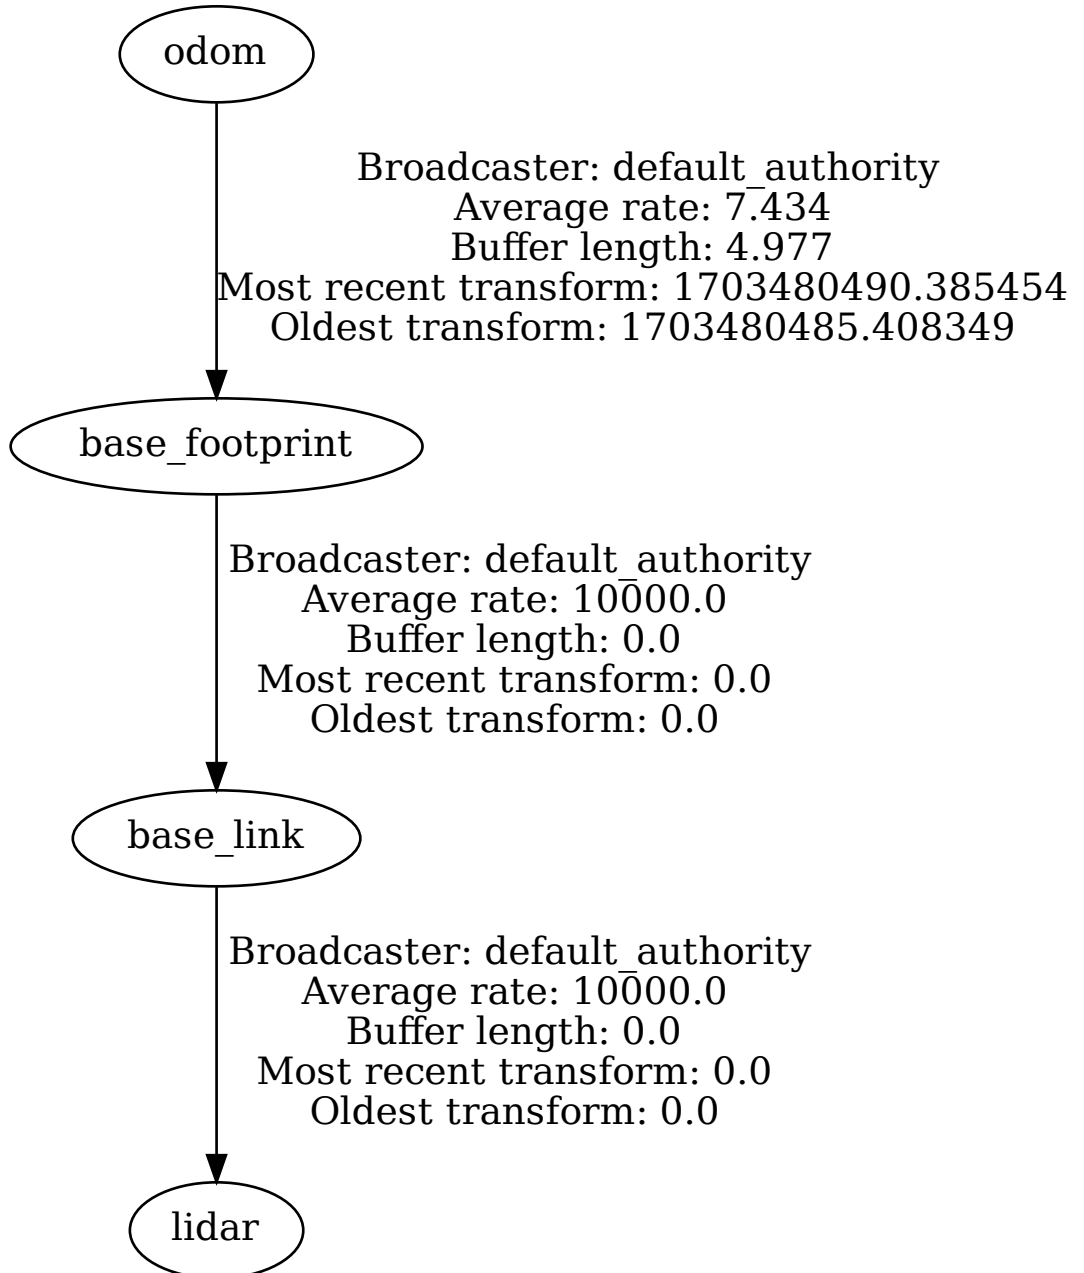 odom
Broadcaster: default_authority
Average rate: 7.434
Buffer length: 4.977
Most recent transform: 1703480490.385454
Oldest transform: 1703480485.408349
base_footprint
Broadcaster: default_authority
Average rate: 10000.0
Buffer length: 0.0
Most recent transform: 0.0
Oldest transform: 0.0
base_link
Broadcaster: default_authority
Average rate: 10000.0
Buffer length: 0.0
Most recent transform: 0.0
Oldest transform: 0.0
lidar